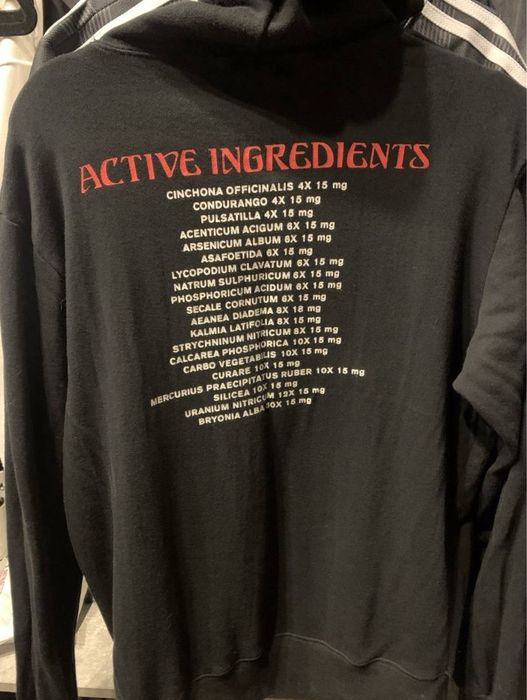 ACTIVE INGREDIENTS
CINCHONA OFFICINALIS 4X 15 mg
CONDURANGO 4X 15 mg
PULSATILLA 4X 15 mg
ACENTICUM ACIGUM 6X 15 mg
ARSENICUM ALBUM 6X 15 mg
ASAFOETIDA 6X 15 mg
LYCOPODIUM CLAVATUM 6X 15 mg
NATRUM SULPHURICUM 6X 15 mg
PHOSPHORICUM ACIDUM 6X 15 mg
SECALE CORNUTUM 6X 15 mg
AEANEA DIADEMA 8X 18 mg
KALMIA LATIFOLIA 8X 15 mg
STRYCHNINUM NITRICUM 8X 15 mg
CALCAREA PHOSPHORICA 10X 15 mg
CARBO VEGETABILIS 10X 15 mg
CURARE 10X 15 mg
MERCURIUS PRAECIPITATUS RUBER 10X 15 mg
SILICEA 10X 15 mg
URANIUM NITRICUM 12X 15 mg
BRYONIA ALBA 30X 15 mg